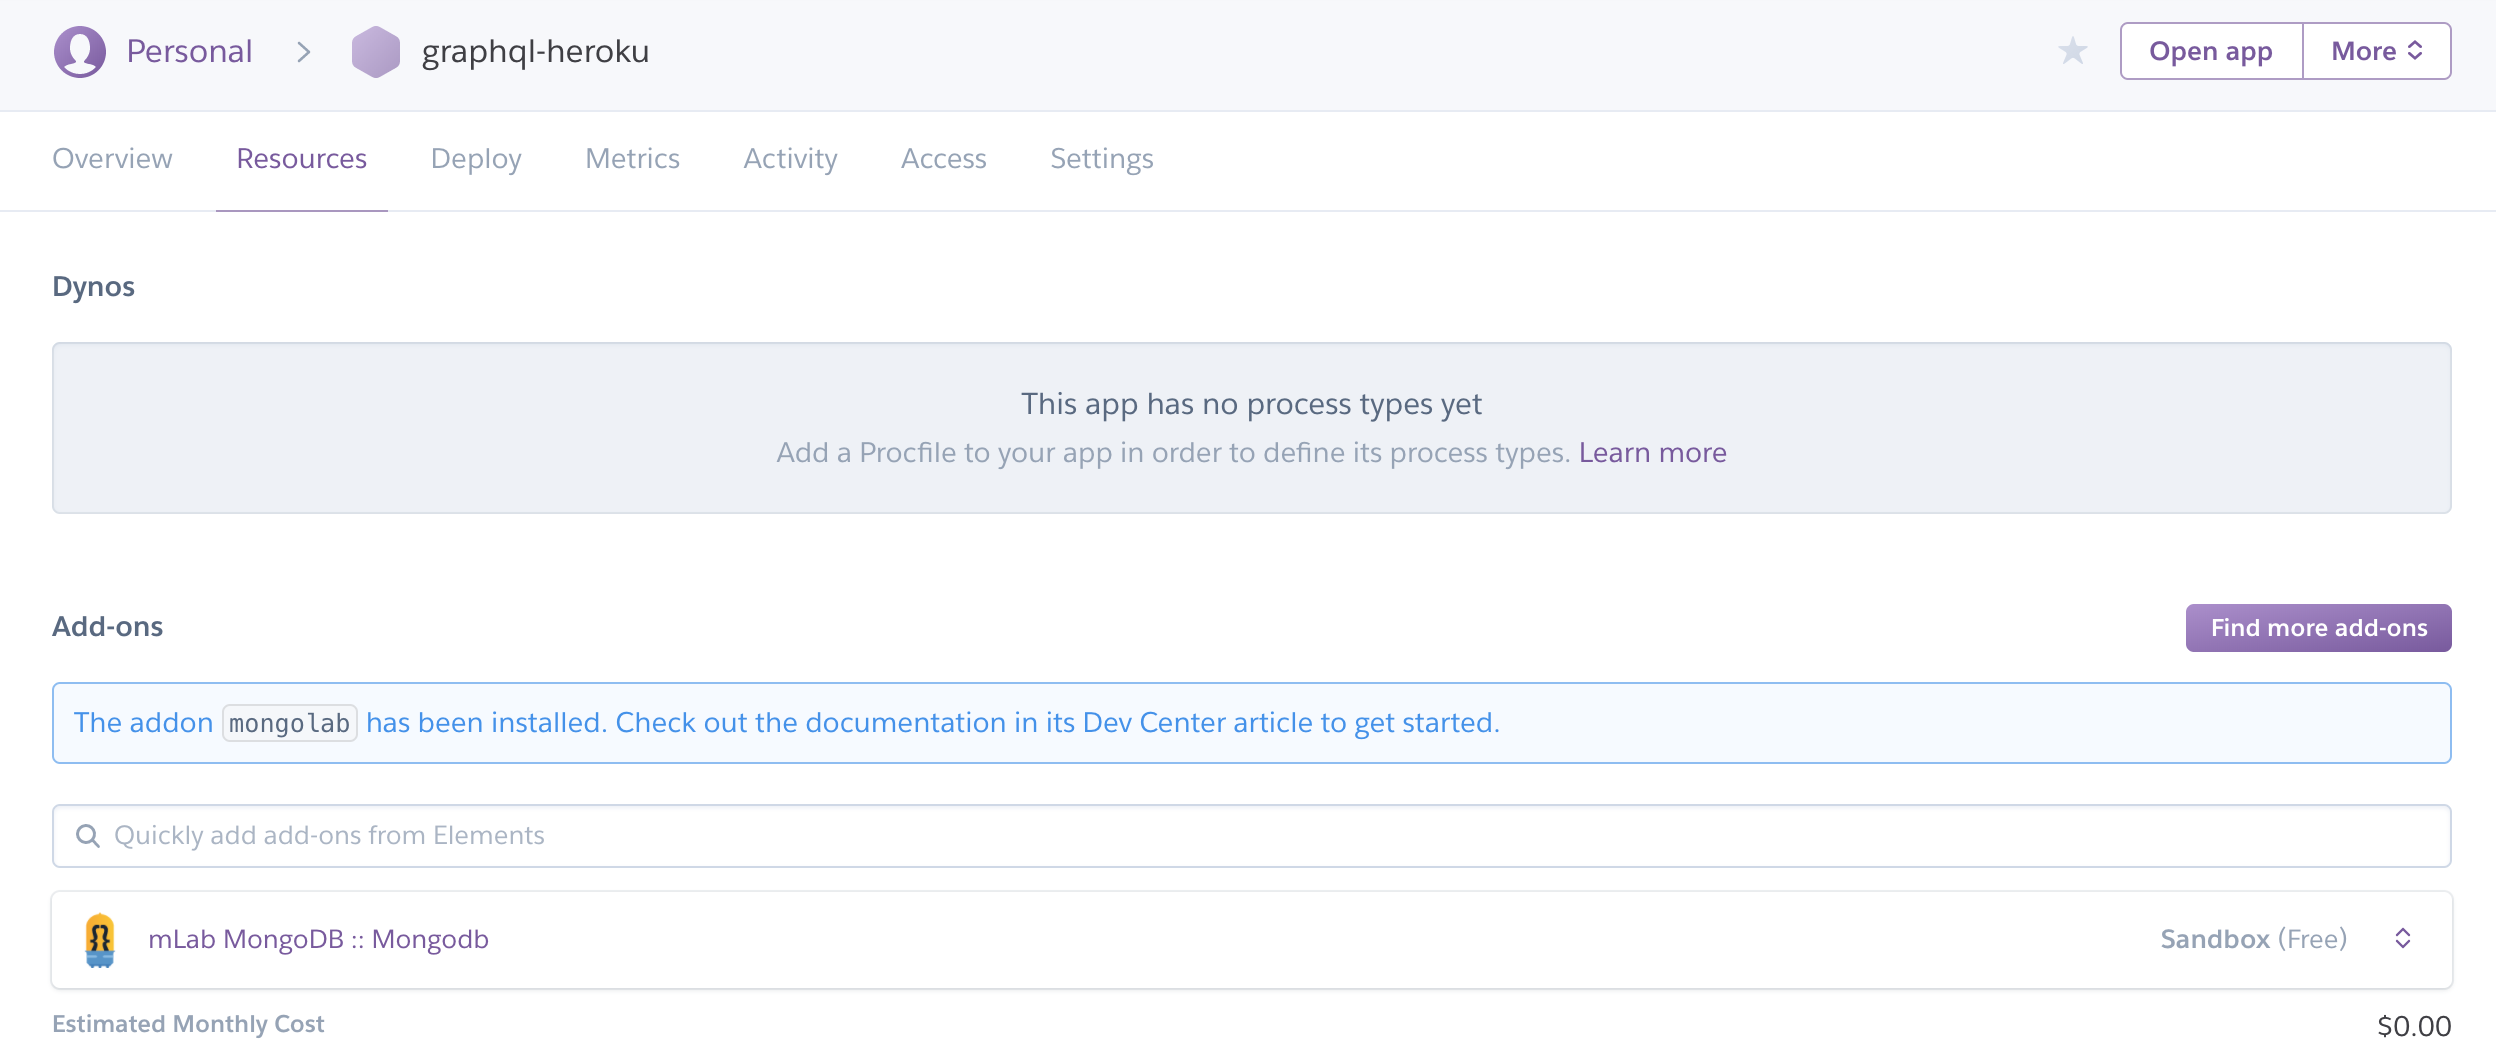 Personal > graphql-heroku
Open app
More
Overview Resources Deploy Metrics Activity Access Settings
Dynos
This app has no process types yet
Add a Procfile to your app in order to define its process types. Learn more
Add-ons
Find more add-ons
The addon mongolab has been installed. Check out the documentation in its Dev Center article to get started.
Quickly add add-ons from Elements
mLab MongoDB :: Mongodb
Sandbox (Free)
Estimated Monthly Cost
$0.00